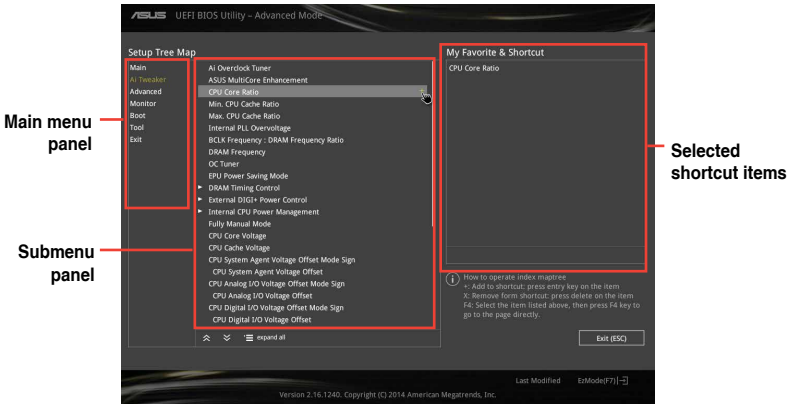 ASUS UEFI BIOS Utility – Advanced Mode
Setup Tree Map
Main
Ai Tweaker
Advanced
Monitor
Boot
Tool
Exit
Ai Overclock Tuner
ASUS MultiCore Enhancement
CPU Core Ratio
Min. CPU Cache Ratio
Max. CPU Cache Ratio
Internal PLL Overvoltage
BCLK Frequency : DRAM Frequency Ratio
DRAM Frequency
OC Tuner
EPU Power Saving Mode
DRAM Timing Control
External DIGI+ Power Control
Internal CPU Power Management
Fully Manual Mode
CPU Core Voltage
CPU Cache Voltage
CPU System Agent Voltage Offset Mode Sign
CPU System Agent Voltage Offset
CPU Analog I/O Voltage Offset Mode Sign
CPU Analog I/O Voltage Offset
CPU Digital I/O Voltage Offset Mode Sign
CPU Digital I/O Voltage Offset
expand all
My Favorite & Shortcut
CPU Core Ratio
How to operate index maptree
+: Add to shortcut: press entry key on the item
X: Remove form shortcut: press delete on the item
F4: Select the item listed above, then press F4 key to
go to the page directly.
Exit (ESC)
Last Modified
EzMode(F7)
Version 2.16.1240. Copyright (C) 2014 American Megatrends, Inc.
Main menu
panel
Submenu
panel
Selected
shortcut items